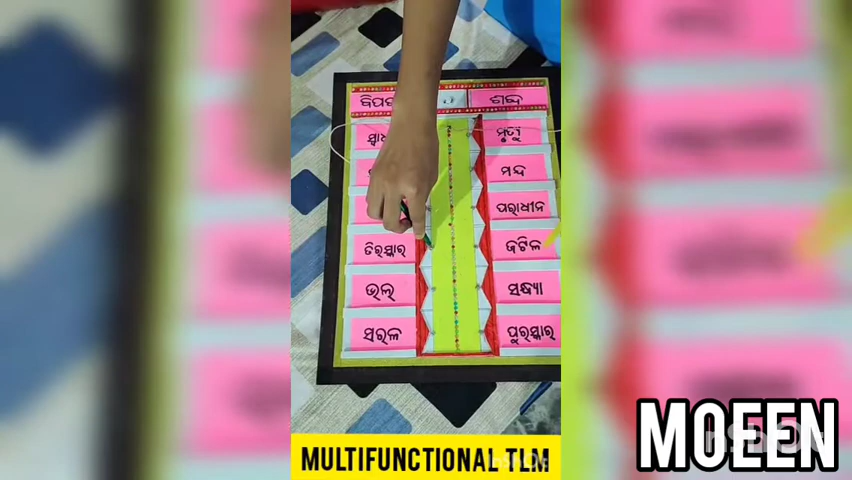 ଶବ୍ଦ
ମୃତ୍ୟୁ
ମନ୍ଦ
ପରାଧୀନ
ତିରସ୍କାର ଜଟିଳ
ଭଲ ସନ୍ଧ୍ୟା
ସରଳ ପୁରସ୍କାର
MULTIFUNCTIONAL TLM
MOEEN